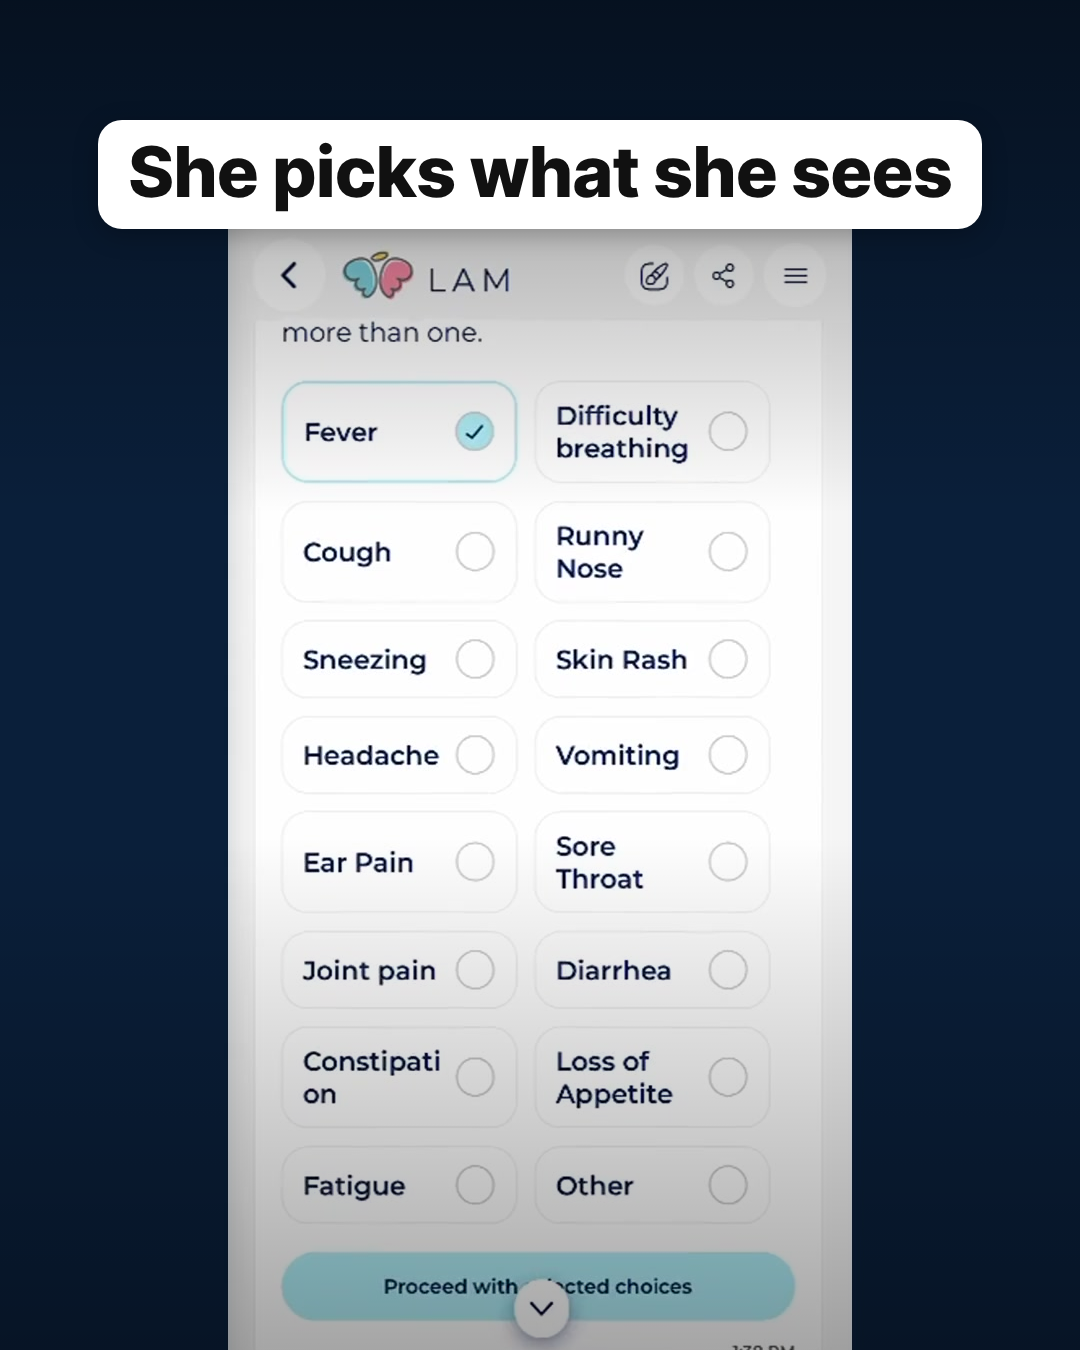 She picks what she sees
LAM
more than one.
Fever
Difficulty
breathing
Cough
Runny
Nose
Sneezing
Skin Rash
Headache
Vomiting
Ear Pain
Sore
Throat
Joint pain
Diarrhea
Constipati
on
Loss of
Appetite
Fatigue
Other
Proceed with choices